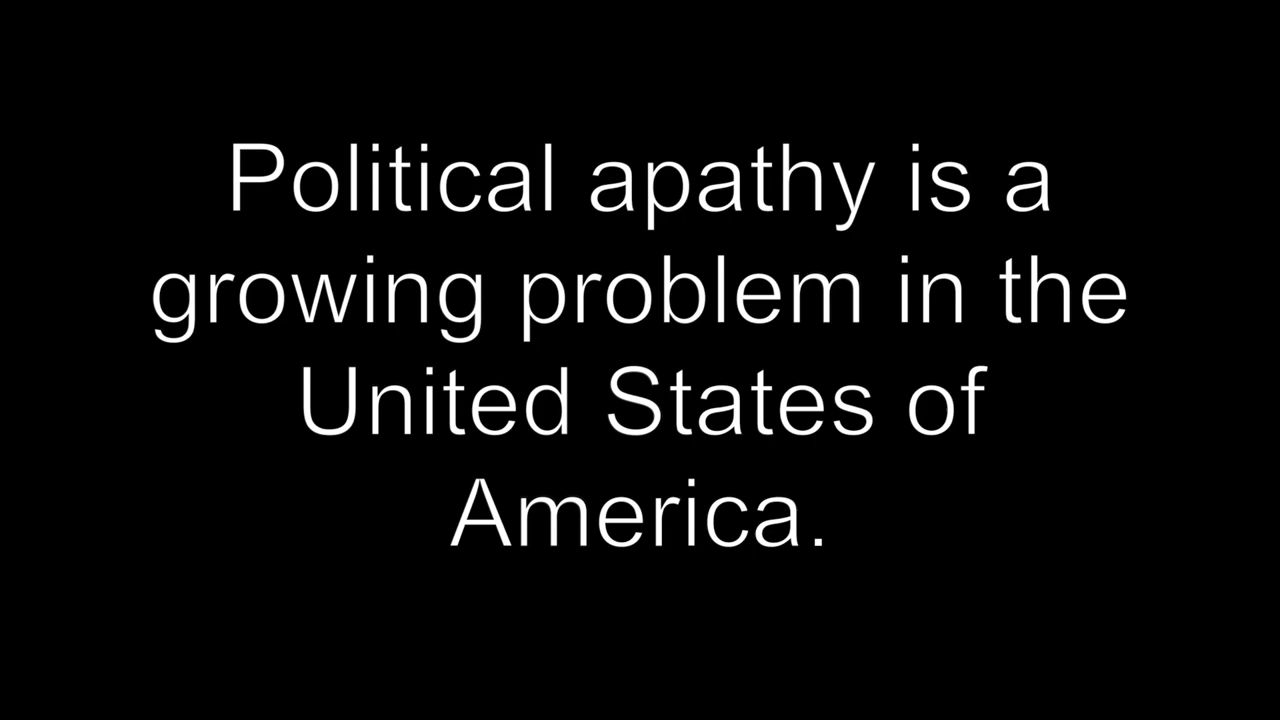 Political apathy is a
growing problem in the
United States of
America.